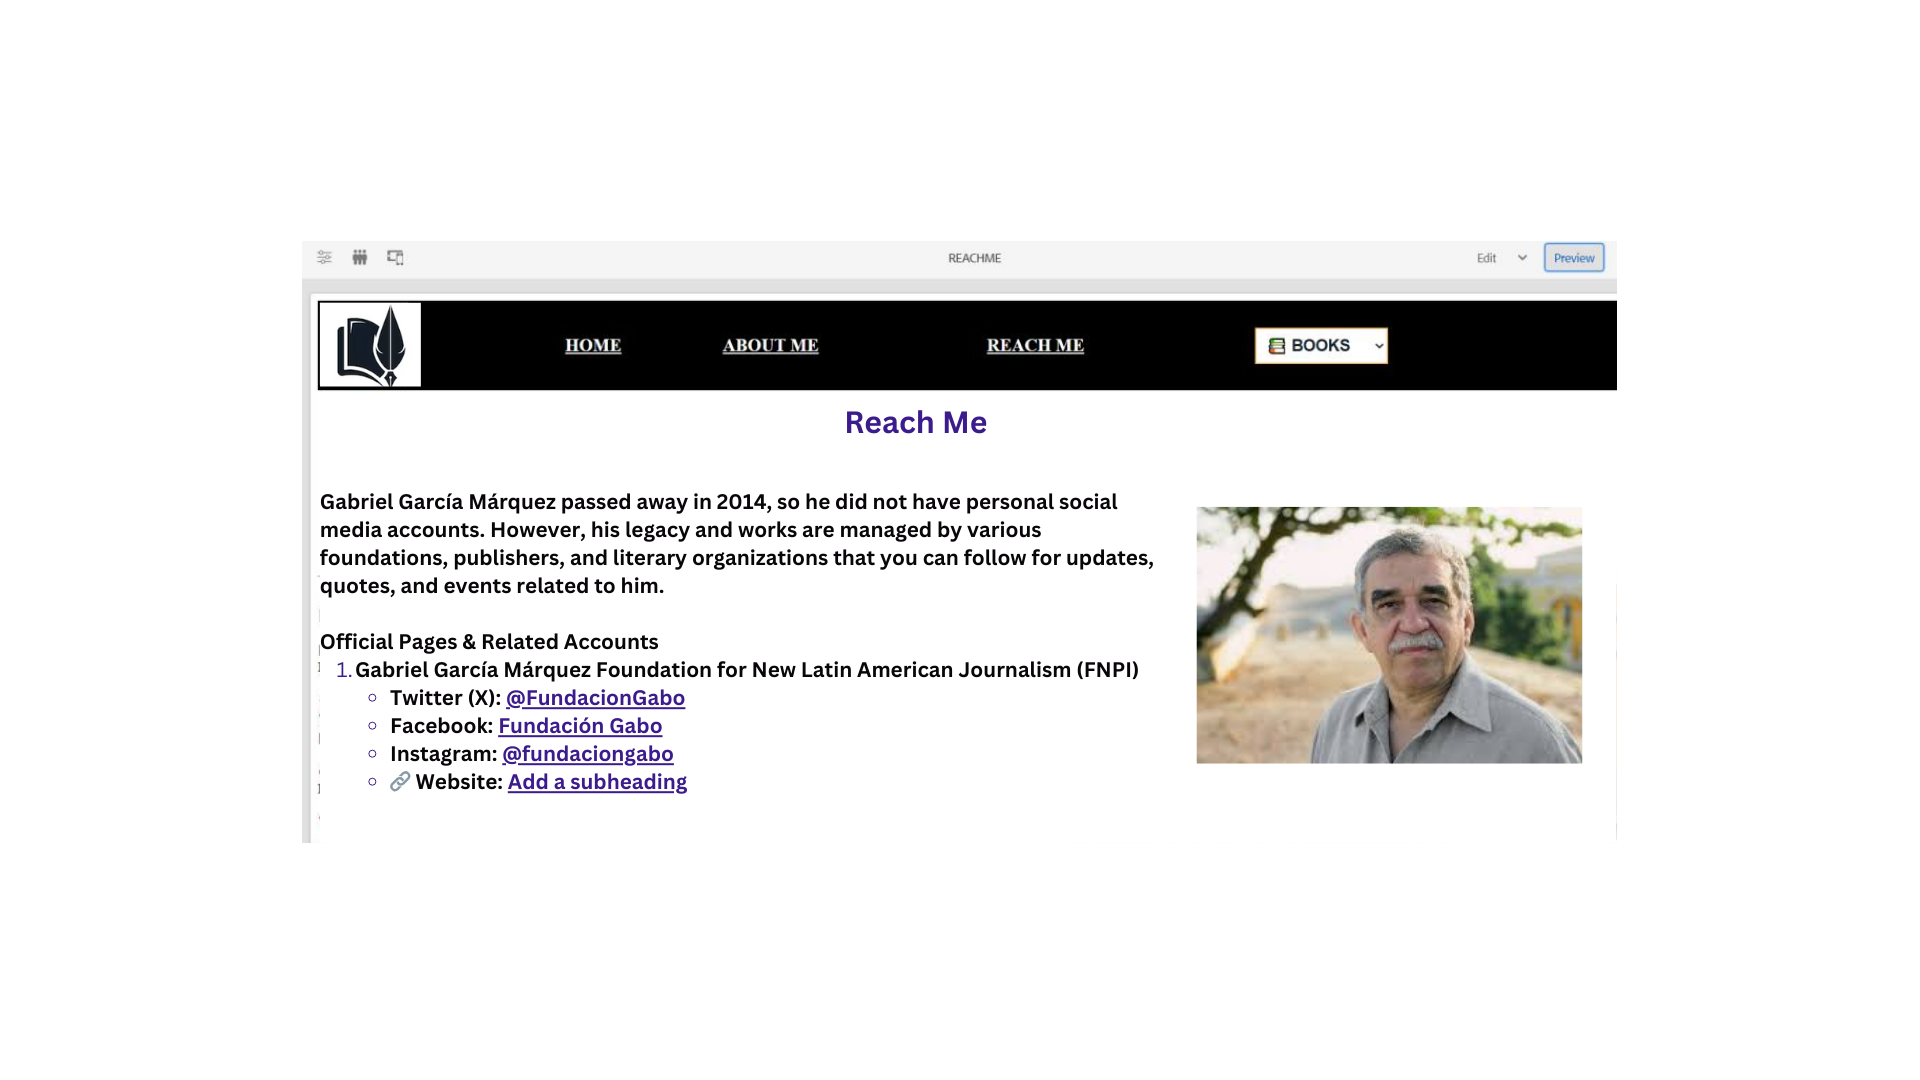 REACHME
Edit
Preview
HOME
ABOUT ME
REACH ME
BOOKS
Reach Me
Gabriel García Márquez passed away in 2014, so he did not have personal social
media accounts. However, his legacy and works are managed by various
foundations, publishers, and literary organizations that you can follow for updates,
quotes, and events related to him.
Official Pages & Related Accounts
1. Gabriel García Márquez Foundation for New Latin American Journalism (FNPI)
Twitter (X): @FundacionGabo
Facebook: Fundación Gabo
Instagram: @fundaciongabo
🔗 Website: Add a subheading